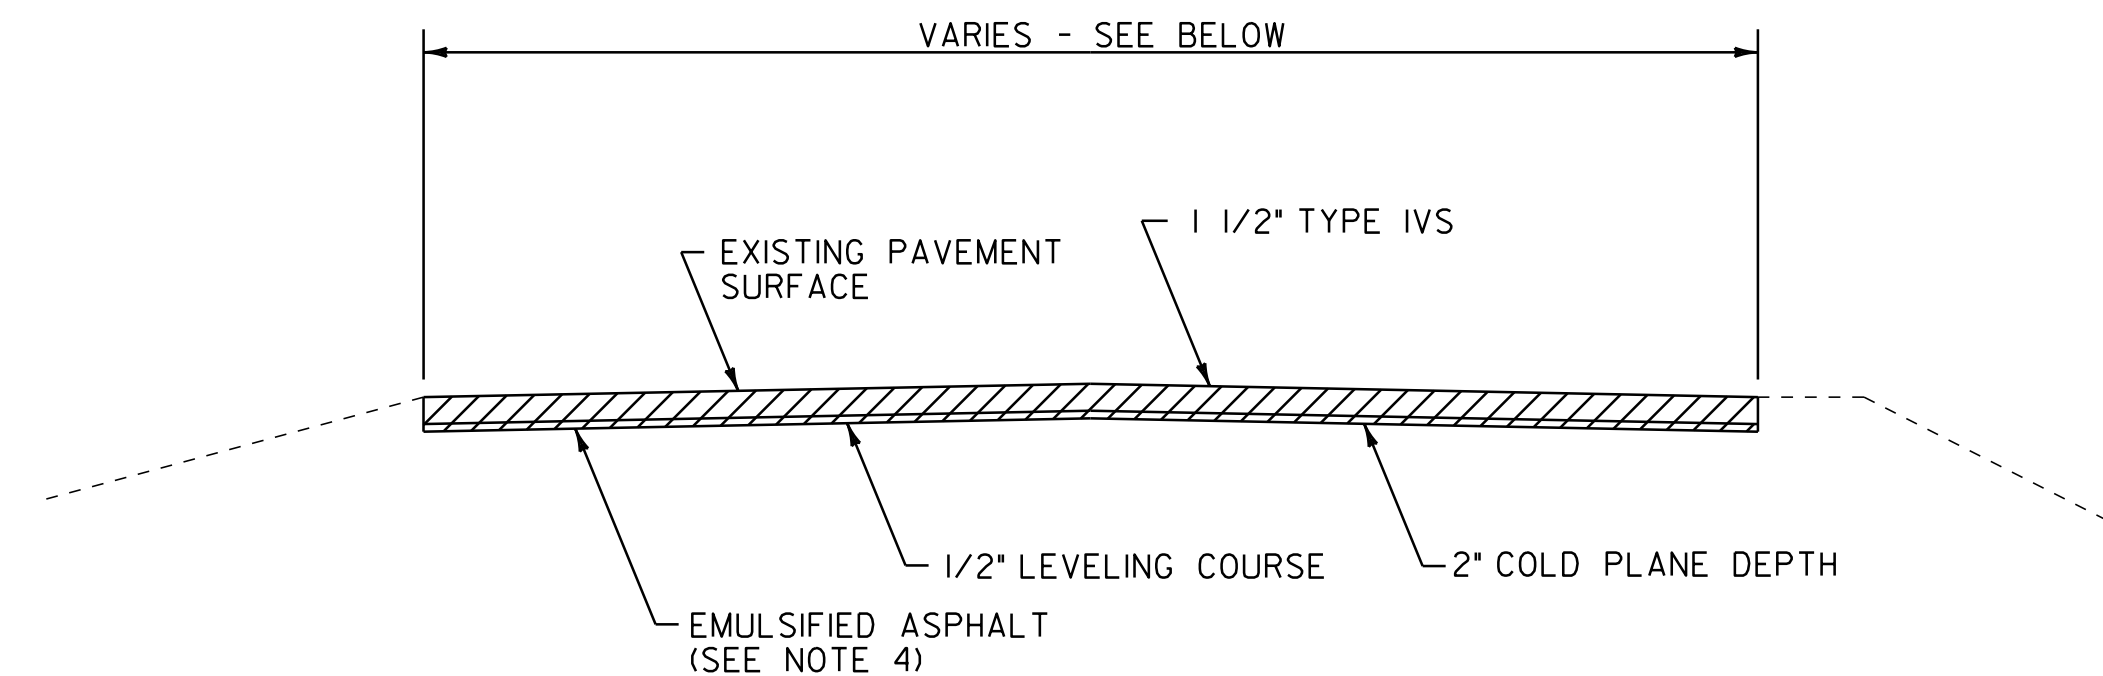 VARIES - SEE BELOW
1 1/2" TYPE IVS
EXISTING PAVEMENT
SURFACE
1/2" LEVELING COURSE
2" COLD PLANE DEPTH
EMULSIFIED ASPHALT
(SEE NOTE 4)